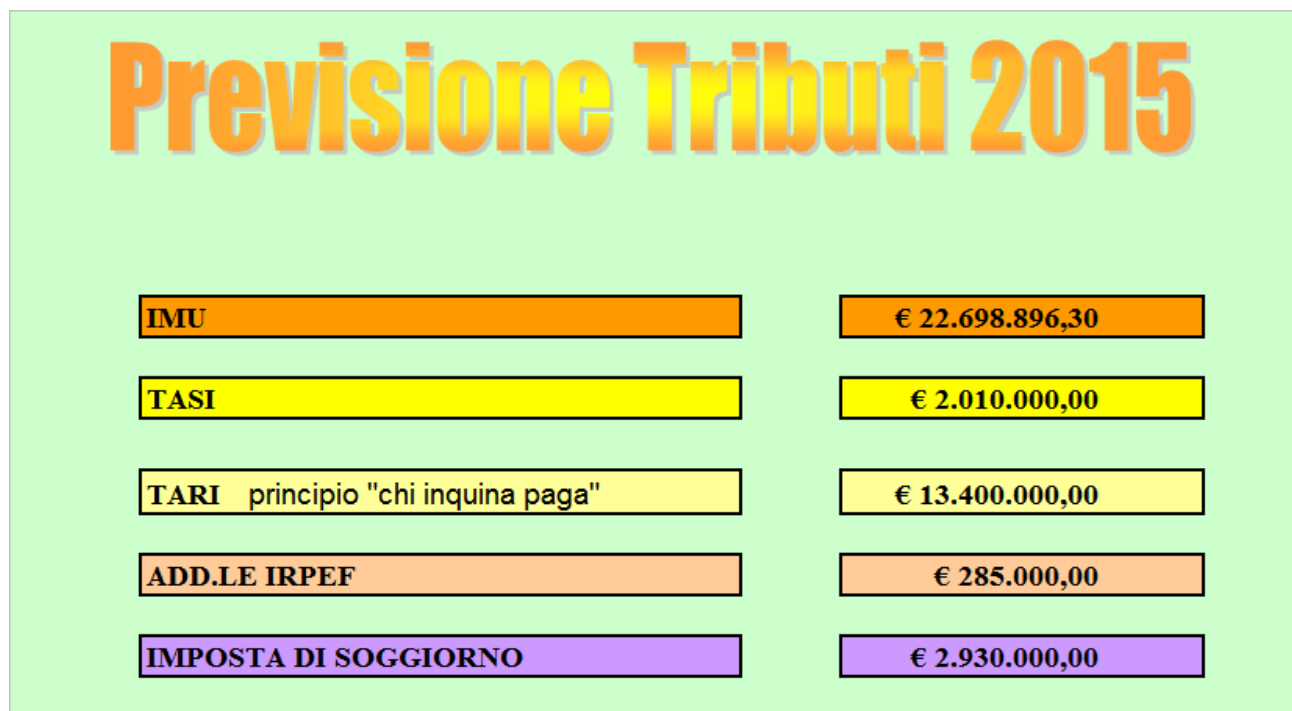 Previsione Tributi 2015
IMU € 22.698.896,30
TASI € 2.010.000,00
TARI principio "chi inquina paga" € 13.400.000,00
ADD.LE IRPEF € 285.000,00
IMPOSTA DI SOGGIORNO € 2.930.000,00